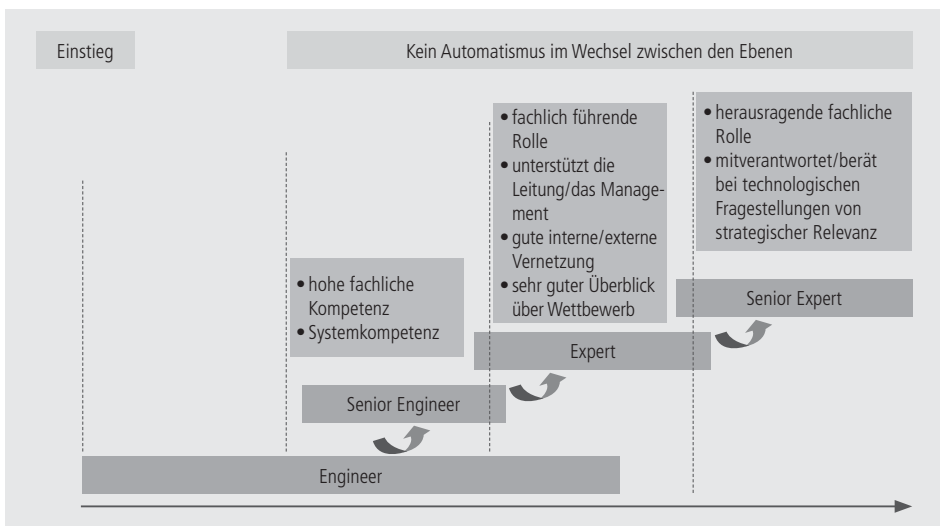 Einstieg
Kein Automatismus im Wechsel zwischen den Ebenen
• hohe fachliche
Kompetenz
• Systemkompetenz
• fachlich führende
Rolle
• unterstützt die
Leitung/das Manage-
ment
• gute interne/externe
Vernetzung
• sehr guter Überblick
über Wettbewerb
• herausragende fachliche
Rolle
• mitverantwortet/berät
bei technologischen
Fragestellungen von
strategischer Relevanz
Senior Expert
Expert
Senior Engineer
Engineer